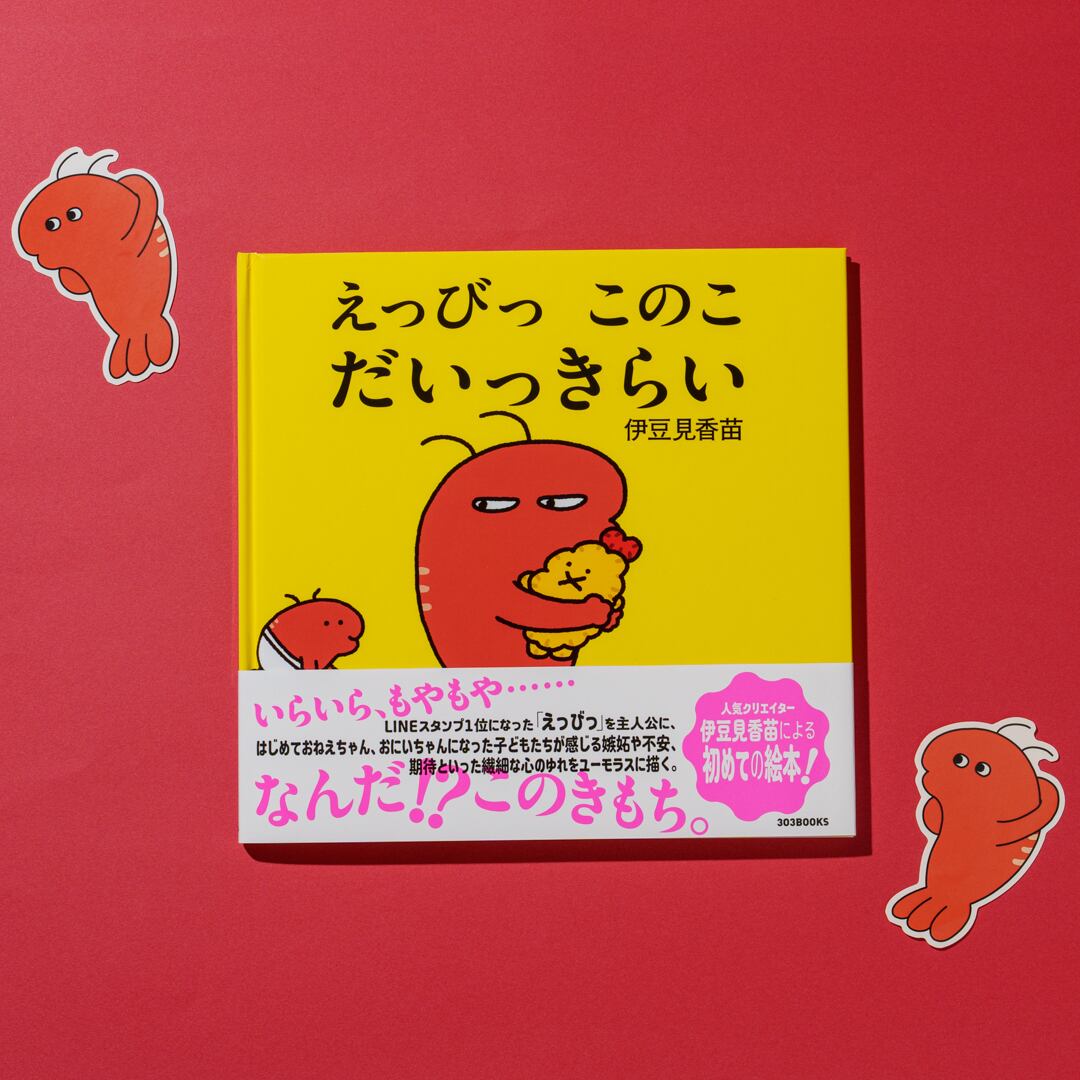 えっびっ このこ
だいっきらい
伊豆見香苗
いらいら、もやもや……
LINEスタンプ1位になった「えっびっ」を主人公に、
はじめておねえちゃん、おにいちゃんになった子どもたちが感じる嫉妬や不安、
期待といった繊細な心のゆれをユーモラスに描く。
なんだ!?このきもち。
人気クリエイター
伊豆見香苗による
初めての絵本!
303BOOKS